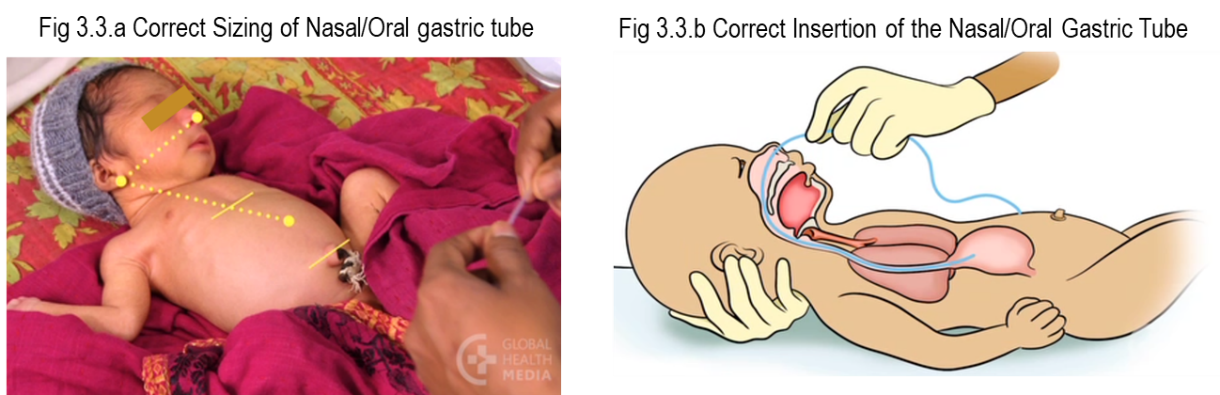 Fig 3.3.a Correct Sizing of Nasal/Oral gastric tube
Fig 3.3.b Correct Insertion of the Nasal/Oral Gastric Tube
GLOBAL
HEALTH
MEDIA